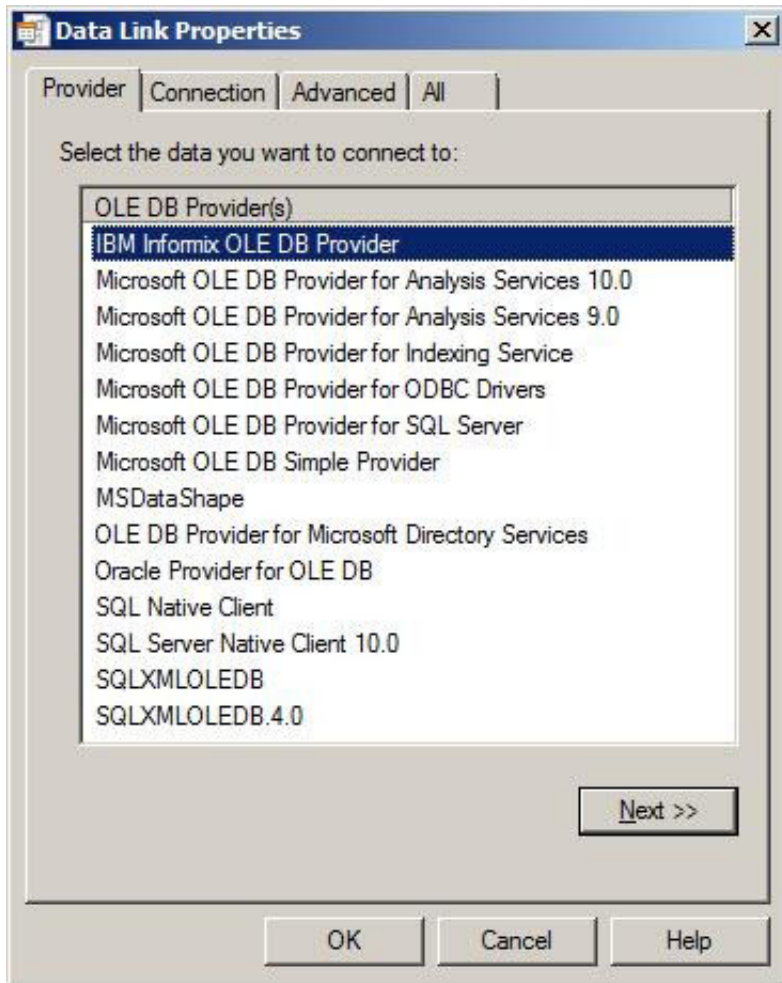 Data Link Properties
Provider Connection Advanced All
Select the data you want to connect to:
OLE DB Provider(s)
IBM Informix OLE DB Provider
Microsoft OLE DB Provider for Analysis Services 10.0
Microsoft OLE DB Provider for Analysis Services 9.0
Microsoft OLE DB Provider for Indexing Service
Microsoft OLE DB Provider for ODBC Drivers
Microsoft OLE DB Provider for SQL Server
Microsoft OLE DB Simple Provider
MSDataShape
OLE DB Provider for Microsoft Directory Services
Oracle Provider for OLE DB
SQL Native Client
SQL Server Native Client 10.0
SQLXMLOLEDB
SQLXMLOLEDB.4.0
Next >>
OK Cancel Help